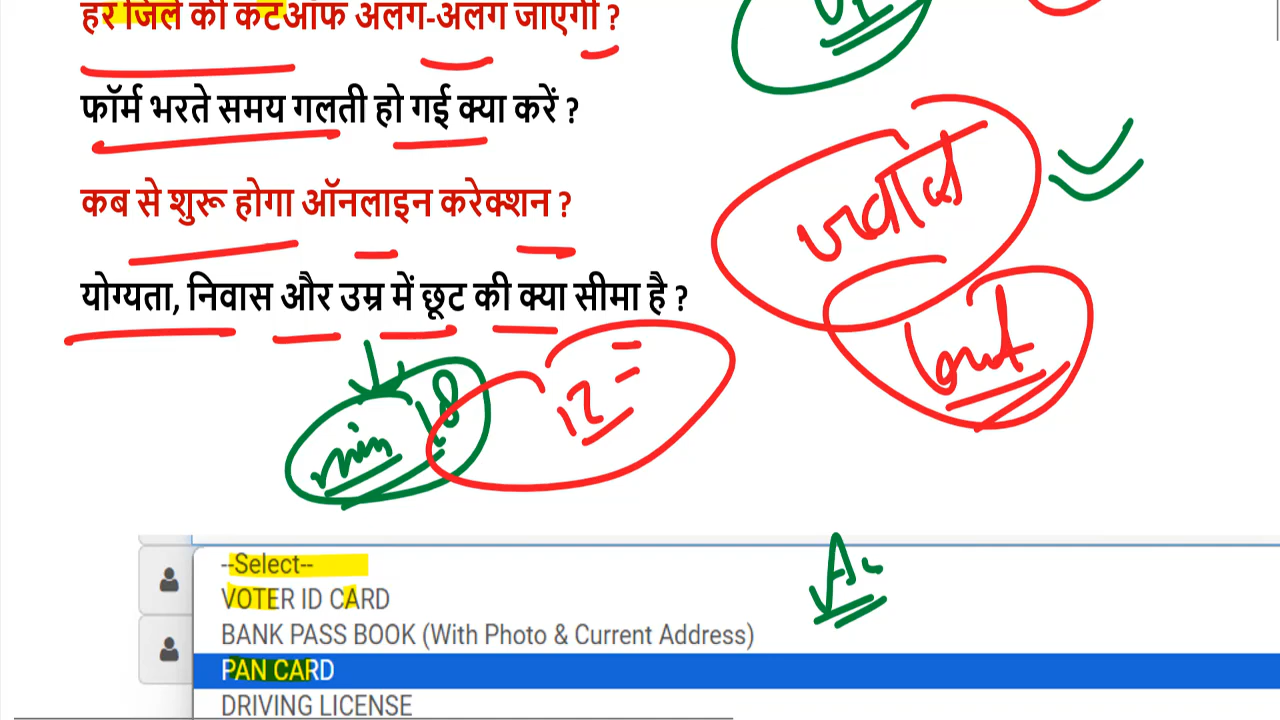 हर जिले की कटऑफ अलग-अलग जाएगी ?
फॉर्म भरते समय गलती हो गई क्या करें ?
कब से शुरू होगा ऑनलाइन करेक्शन ?
योग्यता, निवास और उम्र में छूट की क्या सीमा है ?
min 18
12
--Select--
VOTER ID CARD
BANK PASS BOOK (With Photo & Current Address)
PAN CARD
DRIVING LICENSE